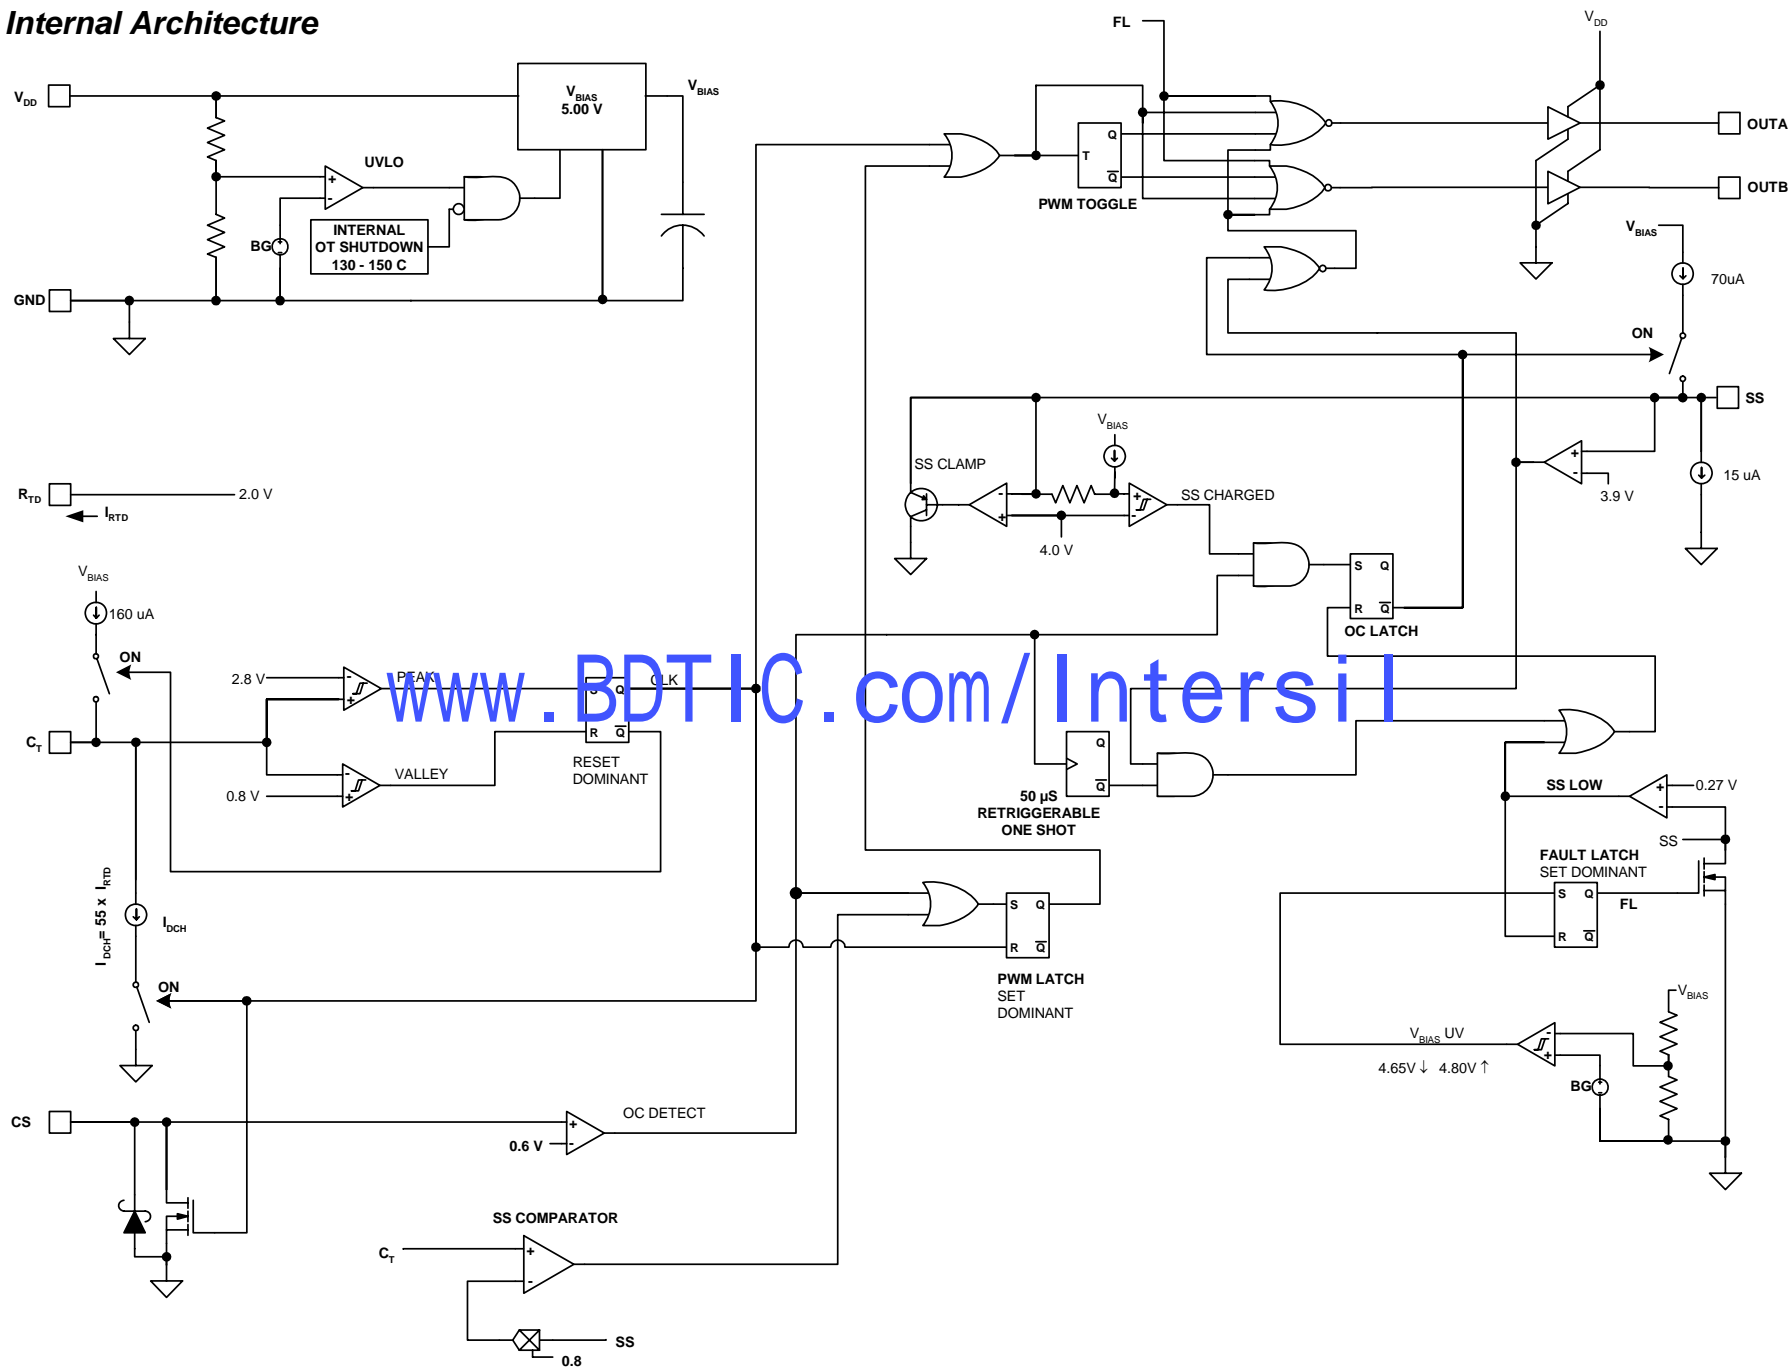 Internal Architecture
FL
VDD
VDD
VBIAS
5.00 V
VBIAS
Q
T
Q
PWM TOGGLE
OUTA
OUTB
UVLO
+
-
BG
+
-
INTERNAL
OT SHUTDOWN
130 - 150 C
GND
VBIAS
70uA
ON
SS
VBIAS
SS CLAMP
-
+
+
-
SS CHARGED
4.0 V
+
-
3.9 V
15 uA
RTD
2.0 V
IRTD
VBIAS
160 uA
ON
S Q
R Q
OC LATCH
2.8 V
-
+
PEAK
S Q
CLK
R Q
RESET
DOMINANT
CT
-
+
VALLEY
0.8 V
www.BDTIC.com/Intersil
Q
Q
50 µS
RETRIGGERABLE
ONE SHOT
SS LOW
+
-
0.27 V
SS
FAULT LATCH
SET DOMINANT
S Q
R Q
FL
IDCH= 55 x IRTD
IDCH
ON
S Q
R Q
PWM LATCH
SET
DOMINANT
VBIAS
VBIAS UV
4.65V ↓ 4.80V ↑
-
+
BG
+
-
CS
+
-
0.6 V
OC DETECT
SS COMPARATOR
CT
+
-
SS
0.8